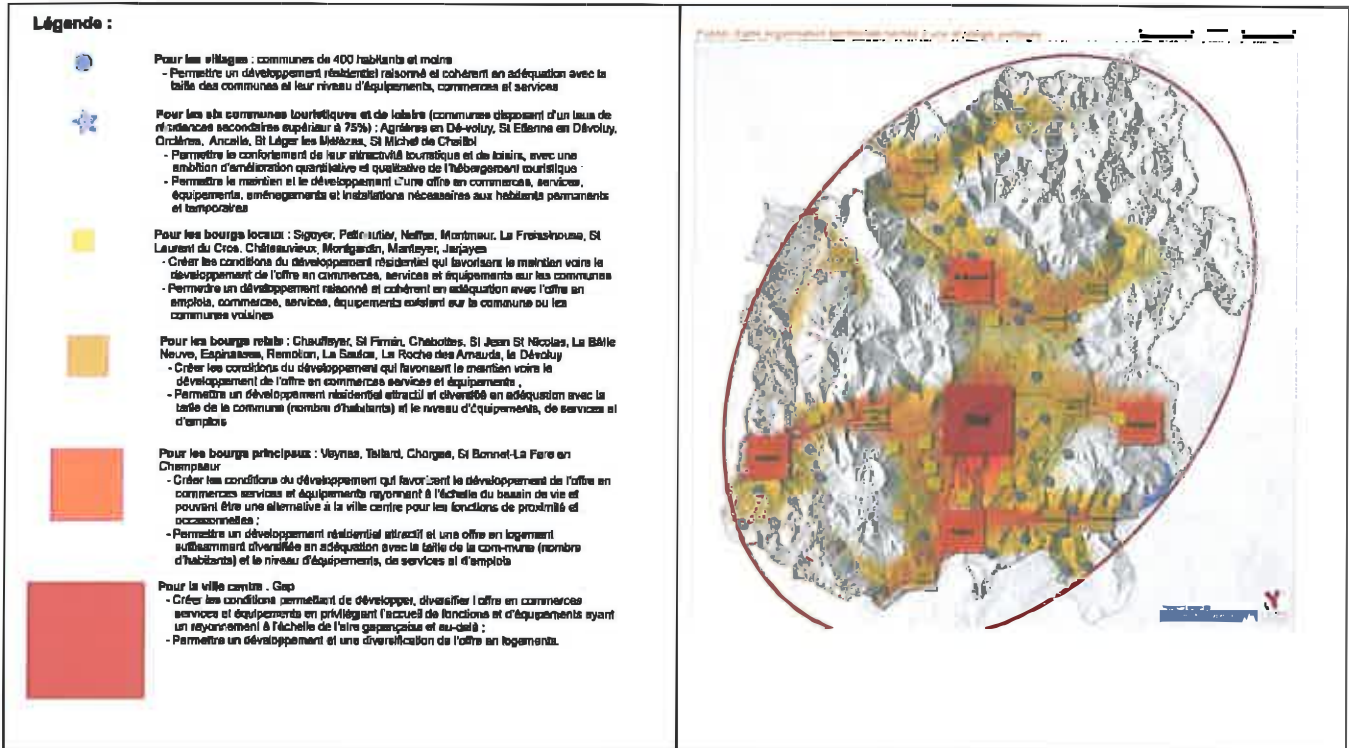 Légende :
Pour les villages : communes de 400 habitants et moins
- Permettre un développement résidentiel raisonné et cohérent en adéquation avec la
taille des communes et leur niveau d'équipements, commerces et services
Pour les six communes touristiques et de loisirs (communes disposant d'un taux de
résidences secondaires supérieur à 75%) : Agnières en Dé-voluy, St Etienne en Dévoluy,
Orcières, Ancelle, St Léger les Mélèzes, St Michel de Chaillol
- Permettre le confortement de leur attractivité touristique et de loisirs, avec une
ambition d'amélioration quantitative et qualitative de l'hébergement touristique
- Permettre le maintien et le développement d'une offre en commerces, services,
équipements, aménagements et installations nécessaires aux habitants permanents
et temporaires
Pour les bourgs locaux : Sigoyer, Pelleautier, Neffes, Montmaur, La Freissinouse, St
Laurent du Cros, Châteauvieux, Montgardin, Manteyer, Jarjayes
- Créer les conditions du développement résidentiel qui favorisent le maintien voire le
développement de l'offre en commerces, services et équipements sur les communes
- Permettre un développement raisonné et cohérent en adéquation avec l'offre en
emplois, commerces, services, équipements existant sur la commune ou les
communes voisines
Pour les bourgs relais : Chauffayer, St Firmin, Chabottes, St Jean St Nicolas, La Bâtie
Neuve, Espinasses, Remollon, La Saulce, La Roche des Arnauds, le Dévoluy
- Créer les conditions du développement qui favorisent le maintien voire le
développement de l'offre en commerces services et équipements ,
- Permettre un développement résidentiel attractif et diversifié en adéquation avec la
taille de la commune (nombre d'habitants) et le niveau d'équipements, de services et
d'emplois
Pour les bourgs principaux : Veynes, Tallard, Chorges, St Bonnet-La Fare en
Champsaur
- Créer les conditions du développement qui favorisent le développement de l'offre en
commerces services et équipements rayonnant à l'échelle du bassin de vie et
pouvant être une alternative à la ville centre pour les fonctions de proximité et
occasionnelles ;
- Permettre un développement résidentiel attractif et une offre en logement
suffisamment diversifiée en adéquation avec la taille de la com-mune (nombre
d'habitants) et le niveau d'équipements, de services et d'emplois
Pour la ville centre . Gap
- Créer les conditions permettant de développer, diversifier l'offre en commerces
services et équipements en privilégiant l'accueil de fonctions et d'équipements ayant
un rayonnement à l'échelle de l'aire gapançaise et au-delà ;
- Permettre un développement et une diversification de l'offre en logements.